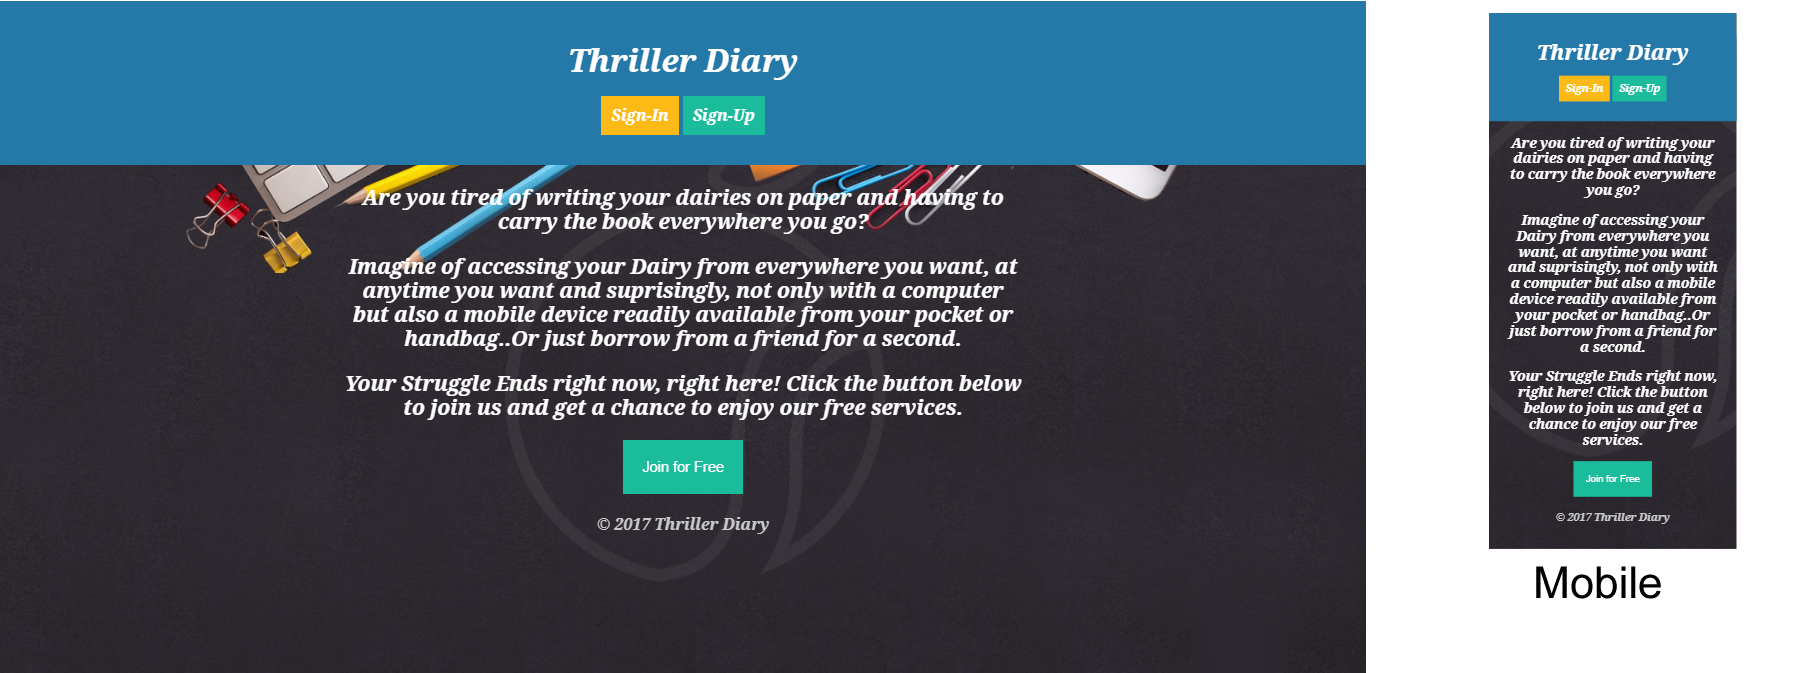 Thriller Diary
Sign-In Sign-Up
Are you tired of writing your dairies on paper and having to
carry the book everywhere you go?
Imagine of accessing your Dairy from everywhere you want, at
anytime you want and suprisingly, not only with a computer
but also a mobile device readily available from your pocket or
handbag..Or just borrow from a friend for a second.
Your Struggle Ends right now, right here! Click the button below
to join us and get a chance to enjoy our free services.
Join for Free
© 2017 Thriller Diary
Thriller Diary
Sign-In Sign-Up
Are you tired of writing your
dairies on paper and having
to carry the book everywhere
you go?
Imagine of accessing your
Dairy from everywhere you
want, at anytime you want
and suprisingly, not only with
a computer but also a mobile
device readily available from
your pocket or handbag..Or
just borrow from a friend for
a second.
Your Struggle Ends right now,
right here! Click the button
below to join us and get a
chance to enjoy our free
services.
Join for Free
© 2017 Thriller Diary
Mobile